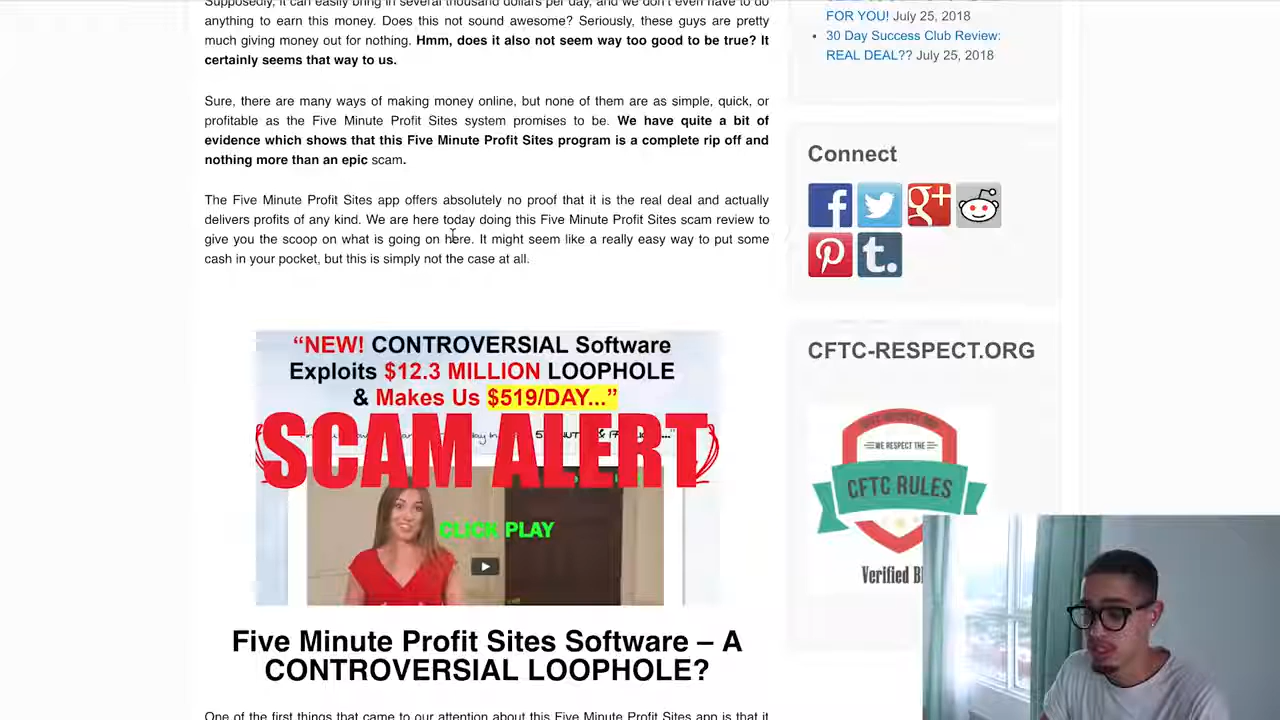 Supposedly, it can easily bring in several thousand dollars per day, and we don't even have to do
anything to earn this money. Does this not sound awesome? Seriously, these guys are pretty
much giving money out for nothing. Hmm, does it also not seem way too good to be true? It
certainly seems that way to us.
Sure, there are many ways of making money online, but none of them are as simple, quick, or
profitable as the Five Minute Profit Sites system promises to be. We have quite a bit of
evidence which shows that this Five Minute Profit Sites program is a complete rip off and
nothing more than an epic scam.
The Five Minute Profit Sites app offers absolutely no proof that it is the real deal and actually
delivers profits of any kind. We are here today doing this Five Minute Profit Sites scam review to
give you the scoop on what is going on here. It might seem like a really easy way to put some
cash in your pocket, but this is simply not the case at all.
“NEW! CONTROVERSIAL Software
Exploits $12.3 MILLION LOOPHOLE
& Makes Us $519/DAY...”
SCAM ALERT
CLICK PLAY
Five Minute Profit Sites Software – A
CONTROVERSIAL LOOPHOLE?
One of the first things that came to our attention about this Five Minute Profit Sites app is that it
FOR YOU! July 25, 2018
• 30 Day Success Club Review:
REAL DEAL?? July 25, 2018
Connect
f
g+
t.
CFTC-RESPECT.ORG
WE RESPECT THE
CFTC RULES
Verified